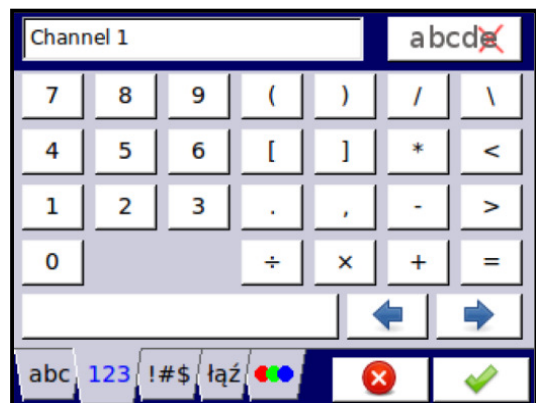 Channel 1 abcde
7 8 9 ( ) / \
4 5 6 [ ] * <
1 2 3 . , - >
0 ÷ × + =
abc 123 !#$ łąź